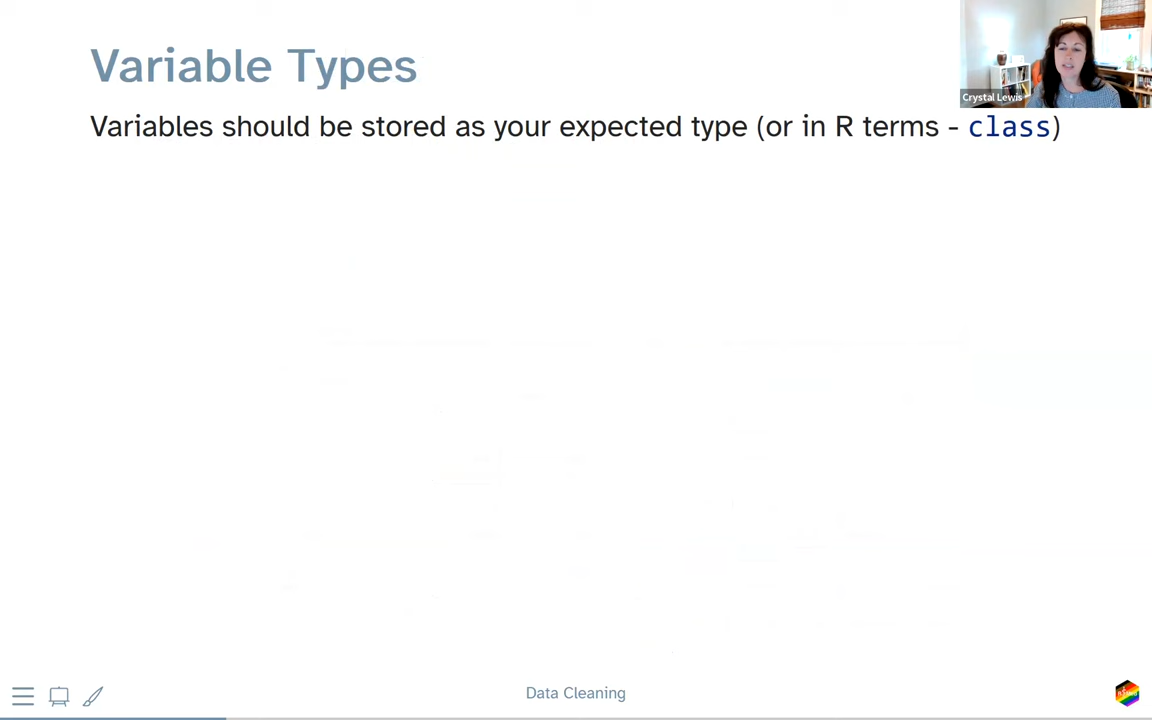 Variable Types
Crystal Lewis
Variables should be stored as your expected type (or in R terms - class)
Data Cleaning